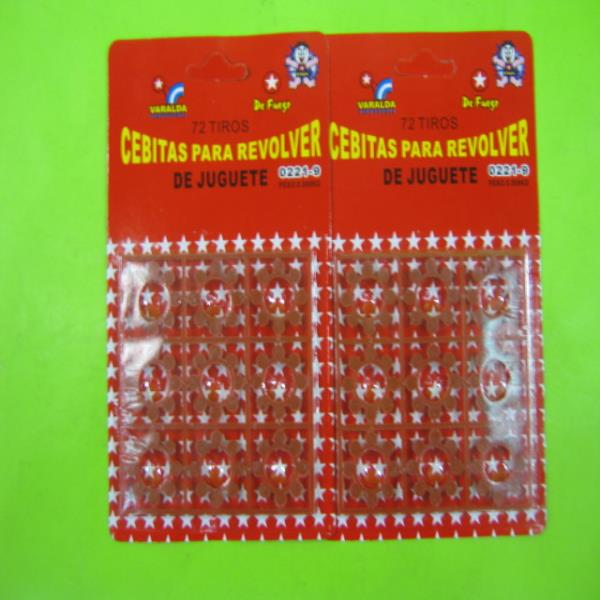 VARALDA
De Fuego
72 TIROS
CEBITAS PARA REVOLVER
DE JUGUETE 0221-9
VARALDA
De Fuego
72 TIROS
CEBITAS PARA REVOLVER
DE JUGUETE 0221-9